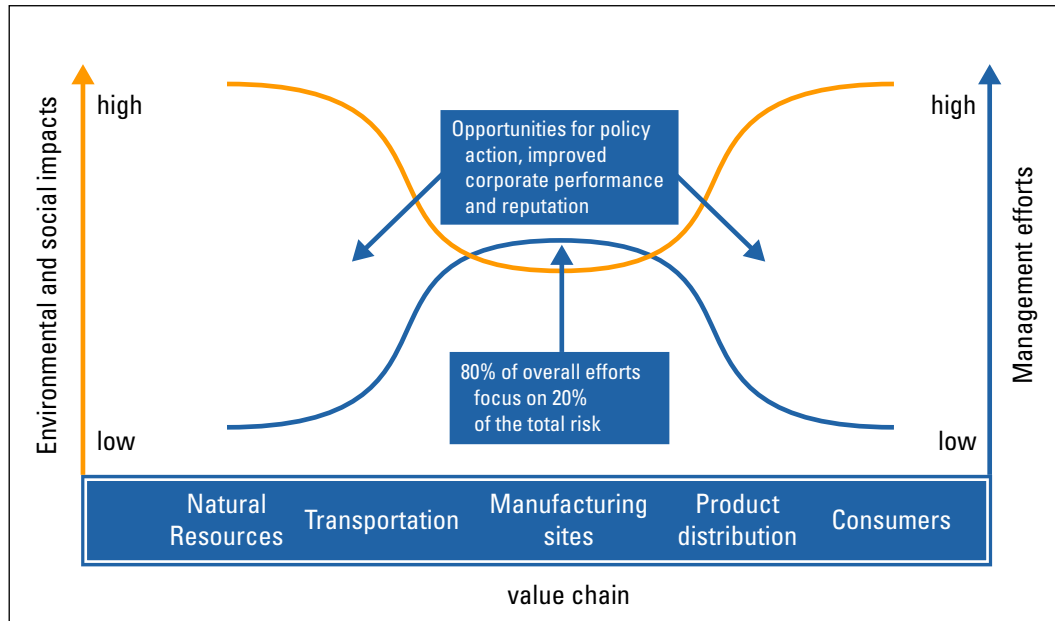 Environmental and social impacts
high
low
Opportunities for policy
action, improved
corporate performance
and reputation
80% of overall efforts
focus on 20%
of the total risk
high
low
Management efforts
Natural
Resources
Transportation
Manufacturing
sites
Product
distribution
Consumers
value chain